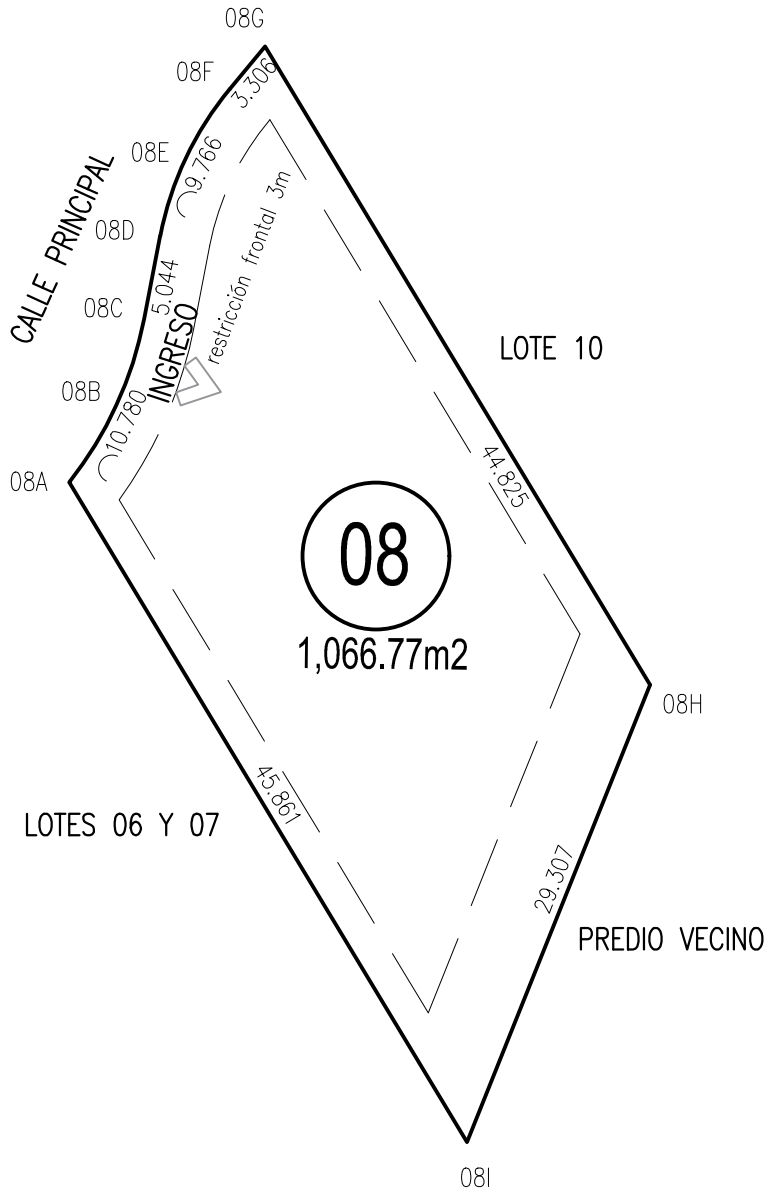 08G
08F
3.306
08E
9.766
CALLE PRINCIPAL
08D
restricción frontal 3m
5.044
08C
INGRESO
LOTE 10
08B
10.780
08A
44.825
08
1,066.77m2
08H
45.861
LOTES 06 Y 07
29.307
PREDIO VECINO
08I